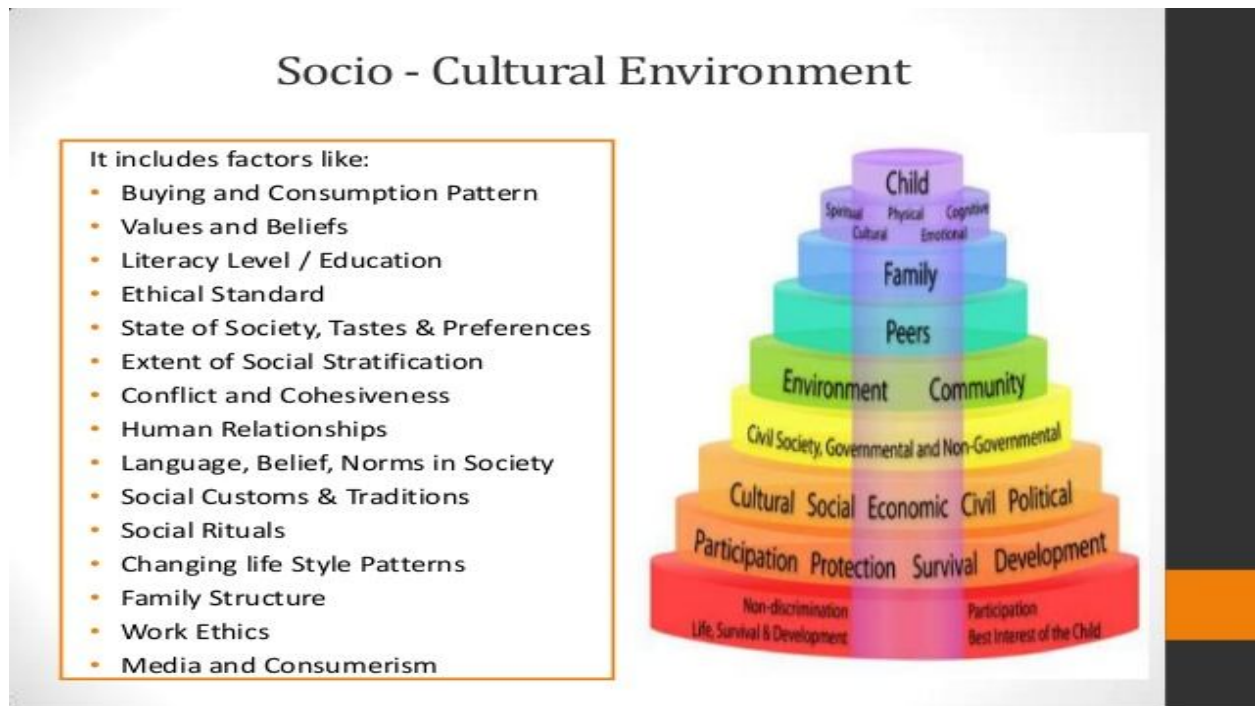 Socio - Cultural Environment
It includes factors like:
• Buying and Consumption Pattern
• Values and Beliefs
• Literacy Level / Education
• Ethical Standard
• State of Society, Tastes & Preferences
• Extent of Social Stratification
• Conflict and Cohesiveness
• Human Relationships
• Language, Belief, Norms in Society
• Social Customs & Traditions
• Social Rituals
• Changing life Style Patterns
• Family Structure
• Work Ethics
• Media and Consumerism
Child
Spiritual Physical Cognitive
Cultural Emotional
Family
Peers
Environment Community
Civil Society, Governmental and Non-Governmental
Cultural Social Economic Civil Political
Participation Protection Survival Development
Non-discrimination Participation
Life, Survival & Development Best Interest of the Child